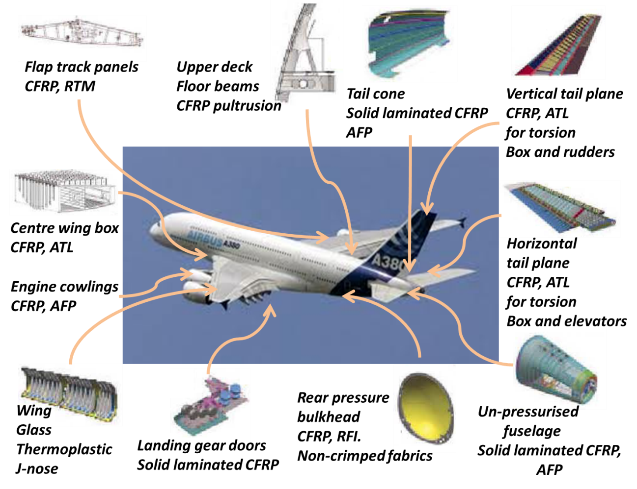 Flap track panels
CFRP, RTM
Upper deck
Floor beams
CFRP pultrusion
Tail cone
Solid laminated CFRP
AFP
Vertical tail plane
CFRP, ATL
for torsion
Box and rudders
Centre wing box
CFRP, ATL
Engine cowlings
CFRP, AFP
AIRBUS A380
A380
Horizontal
tail plane
CFRP, ATL
for torsion
Box and elevators
Wing
Glass
Thermoplastic
J-nose
Landing gear doors
Solid laminated CFRP
Rear pressure
bulkhead
CFRP, RFI.
Non-crimped fabrics
Un-pressurised
fuselage
Solid laminated CFRP,
AFP